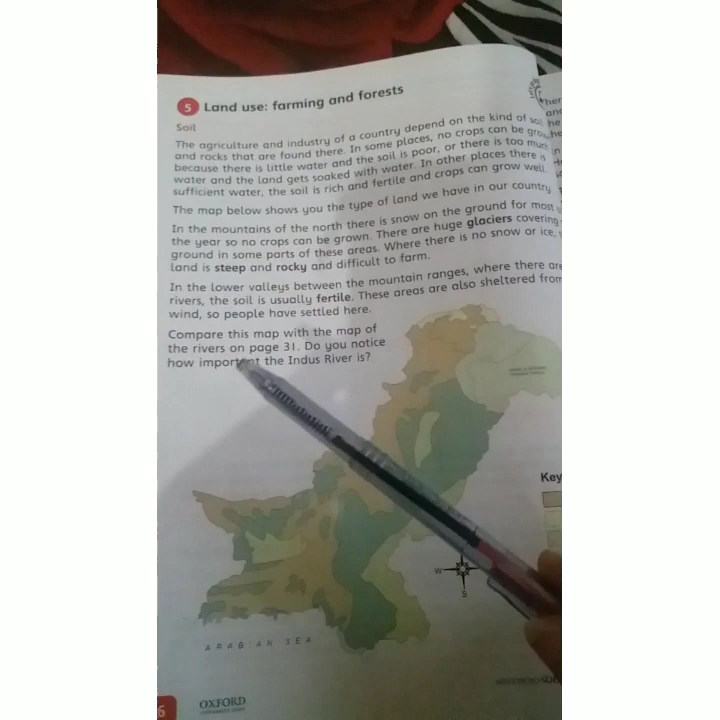 5 Land use: farming and forests
Soil
The agriculture and industry of a country depend on the kind of soil
and rocks that are found there. In some places, no crops can be grown
because there is little water and the soil is poor, or there is too much
water and the land gets soaked with water. In other places there is
sufficient water, the soil is rich and fertile and crops can grow well.
The map below shows you the type of land we have in our country
In the mountains of the north there is snow on the ground for most
the year so no crops can be grown. There are huge glaciers covering
ground in some parts of these areas. Where there is no snow or ice,
land is steep and rocky and difficult to farm.
In the lower valleys between the mountain ranges, where there are
rivers, the soil is usually fertile. These areas are also sheltered from
wind, so people have settled here.
Compare this map with the map of
the rivers on page 31. Do you notice
how important the Indus River is?
Key
W
S
ARABIAN SEA
OXFORD
6